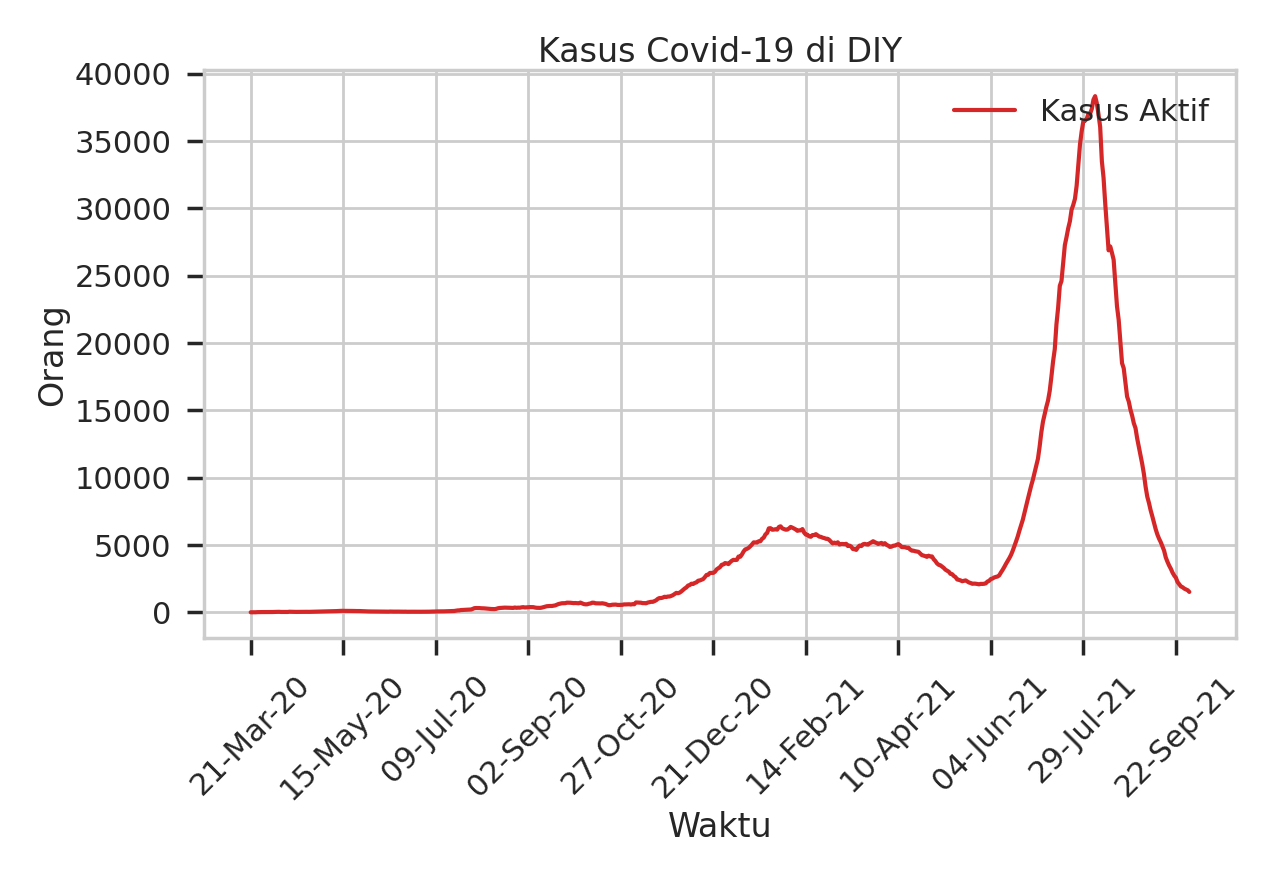 Kasus Covid-19 di DIY
Kasus Aktif
Orang
40000
35000
30000
25000
20000
15000
10000
5000
0
21-Mar-20
15-May-20
09-Jul-20
02-Sep-20
27-Oct-20
21-Dec-20
14-Feb-21
10-Apr-21
04-Jun-21
29-Jul-21
22-Sep-21
Waktu